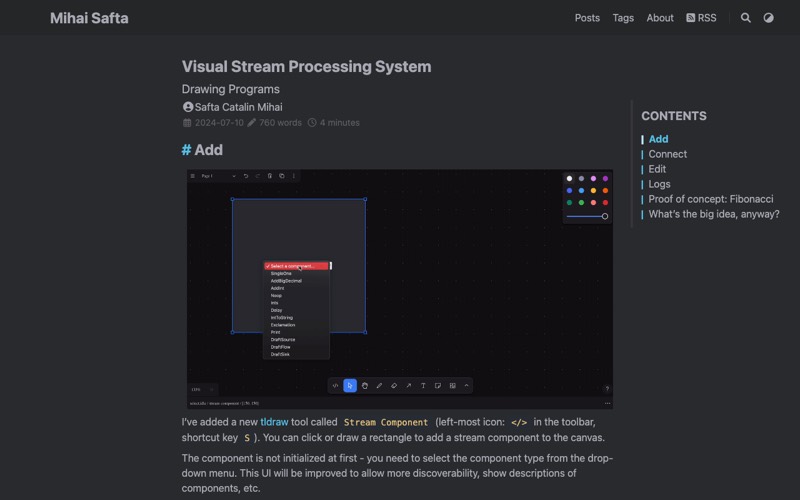 Mihai Safta
Posts Tags About RSS
Visual Stream Processing System
Drawing Programs
Safta Catalin Mihai
2024-07-10 760 words 4 minutes
# Add
CONTENTS
Add
Connect
Edit
Logs
Proof of concept: Fibonacci
What's the big idea, anyway?
Page 1
✓ Select a component...
SingleOne
AddBigDecimal
AddInt
Noop
Ints
Delay
IntToString
Exclamation
Print
DraftSource
DraftFlow
DraftSink
I've added a new tldraw tool called Stream Component (left-most icon: </> in the toolbar,
shortcut key S ). You can click or draw a rectangle to add a stream component to the canvas.
The component is not initialized at first - you need to select the component type from the drop-
down menu. This UI will be improved to allow more discoverability, show descriptions of
components, etc.